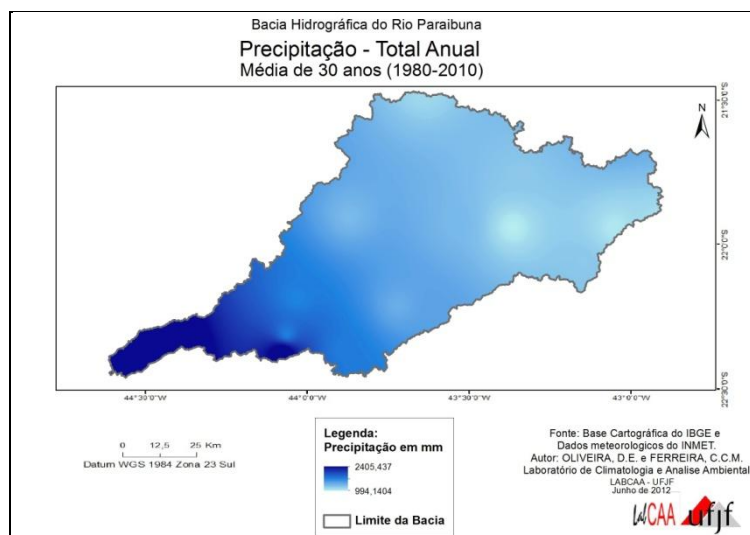 Bacia Hidrográfica do Rio Paraibuna
Precipitação - Total Anual
Média de 30 anos (1980-2010)
N
21°30'0"S
22°0'0"S
22°30'0"S
44°30'0"W
44°0'0"W
43°30'0"W
43°0'0"W
0 12,5 25 Km
Datum WGS 1984 Zona 23 Sul
Legenda:
Precipitação em mm
2405,437
994,1404
Limite da Bacia
Fonte: Base Cartográfica do IBGE e
Dados meteorologicos do INMET.
Autor: OLIVEIRA, D.E. e FERREIRA, C.C.M.
Laboratório de Climatologia e Analise Ambiental
LABCAA - UFJF
Junho de 2012
LabCAA ufjf